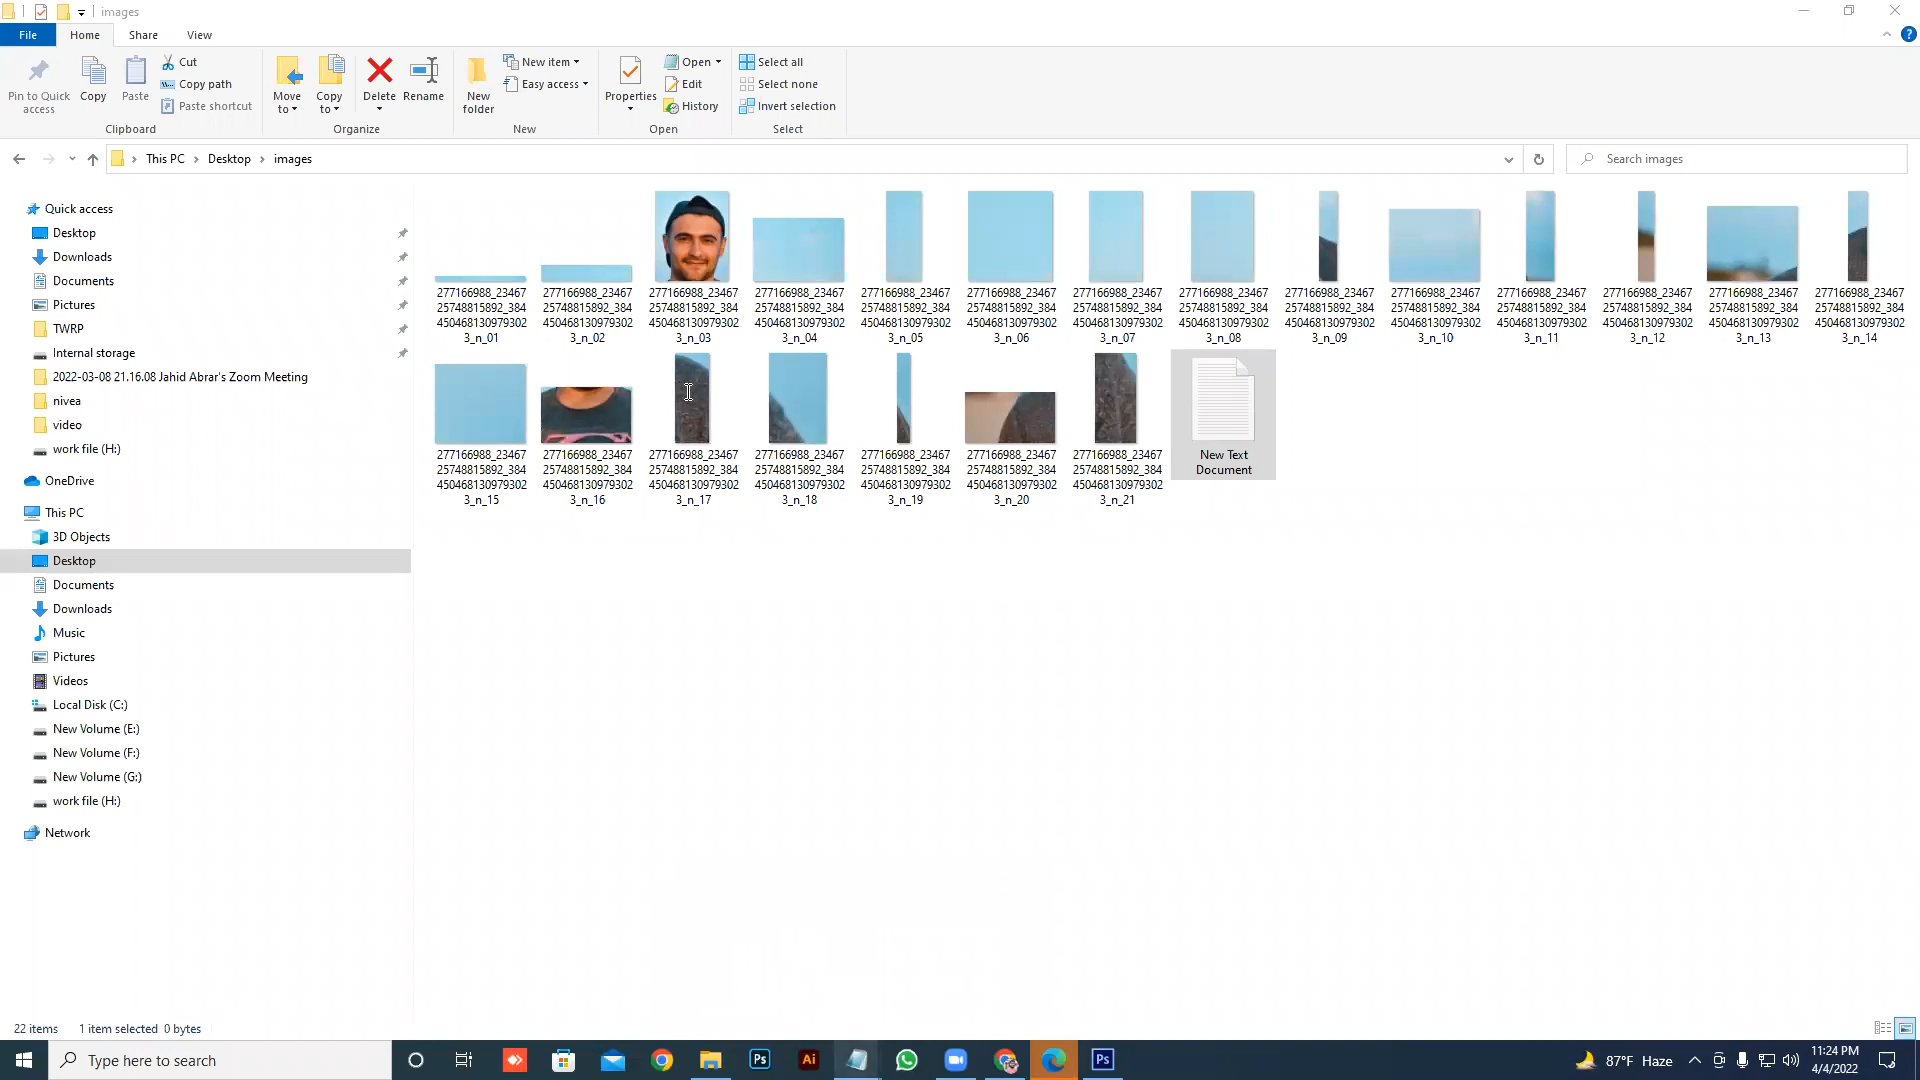 images
File Home Share View
Pin to Quick access
Copy
Paste
Cut
Copy path
Paste shortcut
Clipboard
Move to
Copy to
Delete
Rename
Organize
New folder
New item
Easy access
New
Properties
Open
Edit
History
Open
Select all
Select none
Invert selection
Select
This PC > Desktop > images
Search images
Quick access
Desktop
Downloads
Documents
Pictures
TWRP
Internal storage
2022-03-08 21.16.08 Jahid Abrar's Zoom Meeting
nivea
video
work file (H:)
OneDrive
This PC
3D Objects
Desktop
Documents
Downloads
Music
Pictures
Videos
Local Disk (C:)
New Volume (E:)
New Volume (F:)
New Volume (G:)
work file (H:)
Network
277166988_23467 277166988_23467 277166988_23467 277166988_23467 277166988_23467 277166988_23467 277166988_23467 277166988_23467 277166988_23467 277166988_23467 277166988_23467 277166988_23467 277166988_23467 277166988_23467
25748815892_384 25748815892_384 25748815892_384 25748815892_384 25748815892_384 25748815892_384 25748815892_384 25748815892_384 25748815892_384 25748815892_384 25748815892_384 25748815892_384 25748815892_384 25748815892_384
450468130979302 450468130979302 450468130979302 450468130979302 450468130979302 450468130979302 450468130979302 450468130979302 450468130979302 450468130979302 450468130979302 450468130979302 450468130979302 450468130979302
3_n_01 3_n_02 3_n_03 3_n_04 3_n_05 3_n_06 3_n_07 3_n_08 3_n_09 3_n_10 3_n_11 3_n_12 3_n_13 3_n_14
277166988_23467 277166988_23467 277166988_23467 277166988_23467 277166988_23467 277166988_23467 277166988_23467 New Text
25748815892_384 25748815892_384 25748815892_384 25748815892_384 25748815892_384 25748815892_384 25748815892_384 Document
450468130979302 450468130979302 450468130979302 450468130979302 450468130979302 450468130979302 450468130979302
3_n_15 3_n_16 3_n_17 3_n_18 3_n_19 3_n_20 3_n_21
22 items 1 item selected 0 bytes
Type here to search
Ps
Ai
Ps
87°F Haze
11:24 PM
4/4/2022